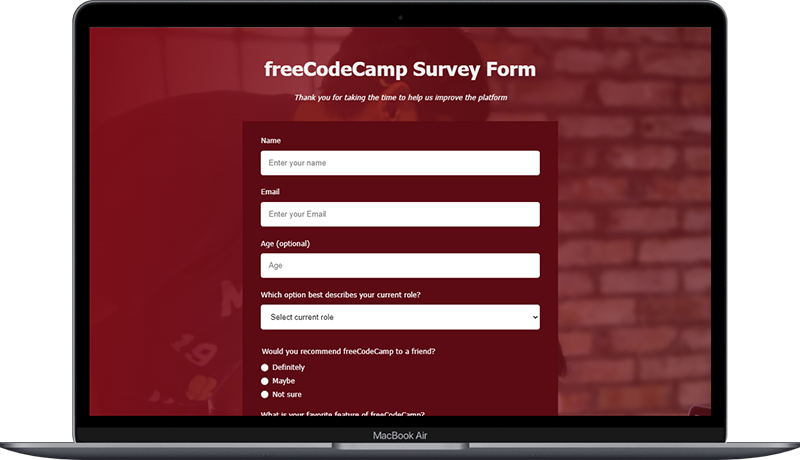 freeCodeCamp Survey Form
Thank you for taking the time to help us improve the platform
Name
Enter your name
Email
Enter your Email
Age (optional)
Age
Which option best describes your current role?
Select current role
Would you recommend freeCodeCamp to a friend?
Definitely
Maybe
Not sure
What is your favorite feature of freeCodeCamp?
19
MacBook Air